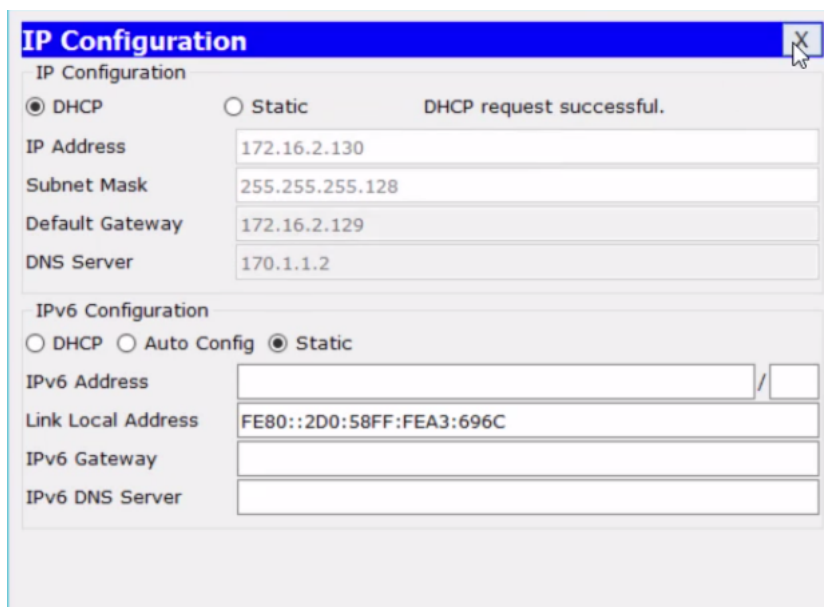 IP Configuration X
IP Configuration
DHCP Static DHCP request successful.
IP Address 172.16.2.130
Subnet Mask 255.255.255.128
Default Gateway 172.16.2.129
DNS Server 170.1.1.2
IPv6 Configuration
DHCP Auto Config Static
IPv6 Address /
Link Local Address FE80::2D0:58FF:FEA3:696C
IPv6 Gateway
IPv6 DNS Server